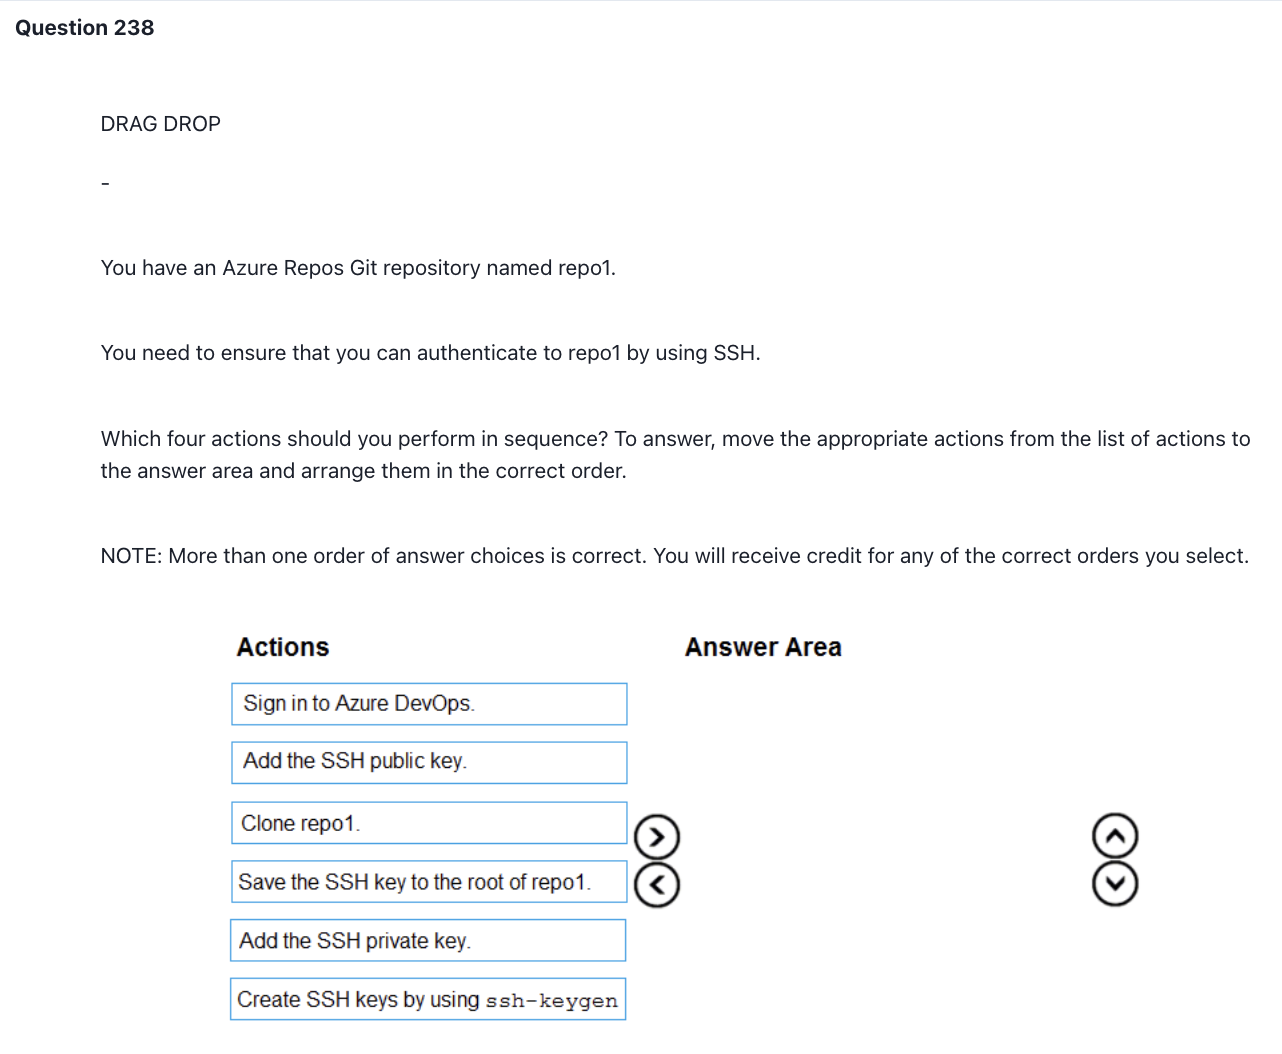 Question 238
DRAG DROP
-
You have an Azure Repos Git repository named repo1.
You need to ensure that you can authenticate to repo1 by using SSH.
Which four actions should you perform in sequence? To answer, move the appropriate actions from the list of actions to
the answer area and arrange them in the correct order.
NOTE: More than one order of answer choices is correct. You will receive credit for any of the correct orders you select.
Actions
Answer Area
Sign in to Azure DevOps.
Add the SSH public key.
Clone repo1.
Save the SSH key to the root of repo1.
Add the SSH private key.
Create SSH keys by using ssh-keygen